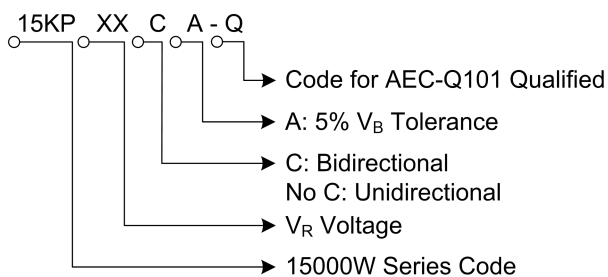 15KP XX C A - Q
Code for AEC-Q101 Qualified
A: 5% VB Tolerance
C: Bidirectional
No C: Unidirectional
VR Voltage
15000W Series Code